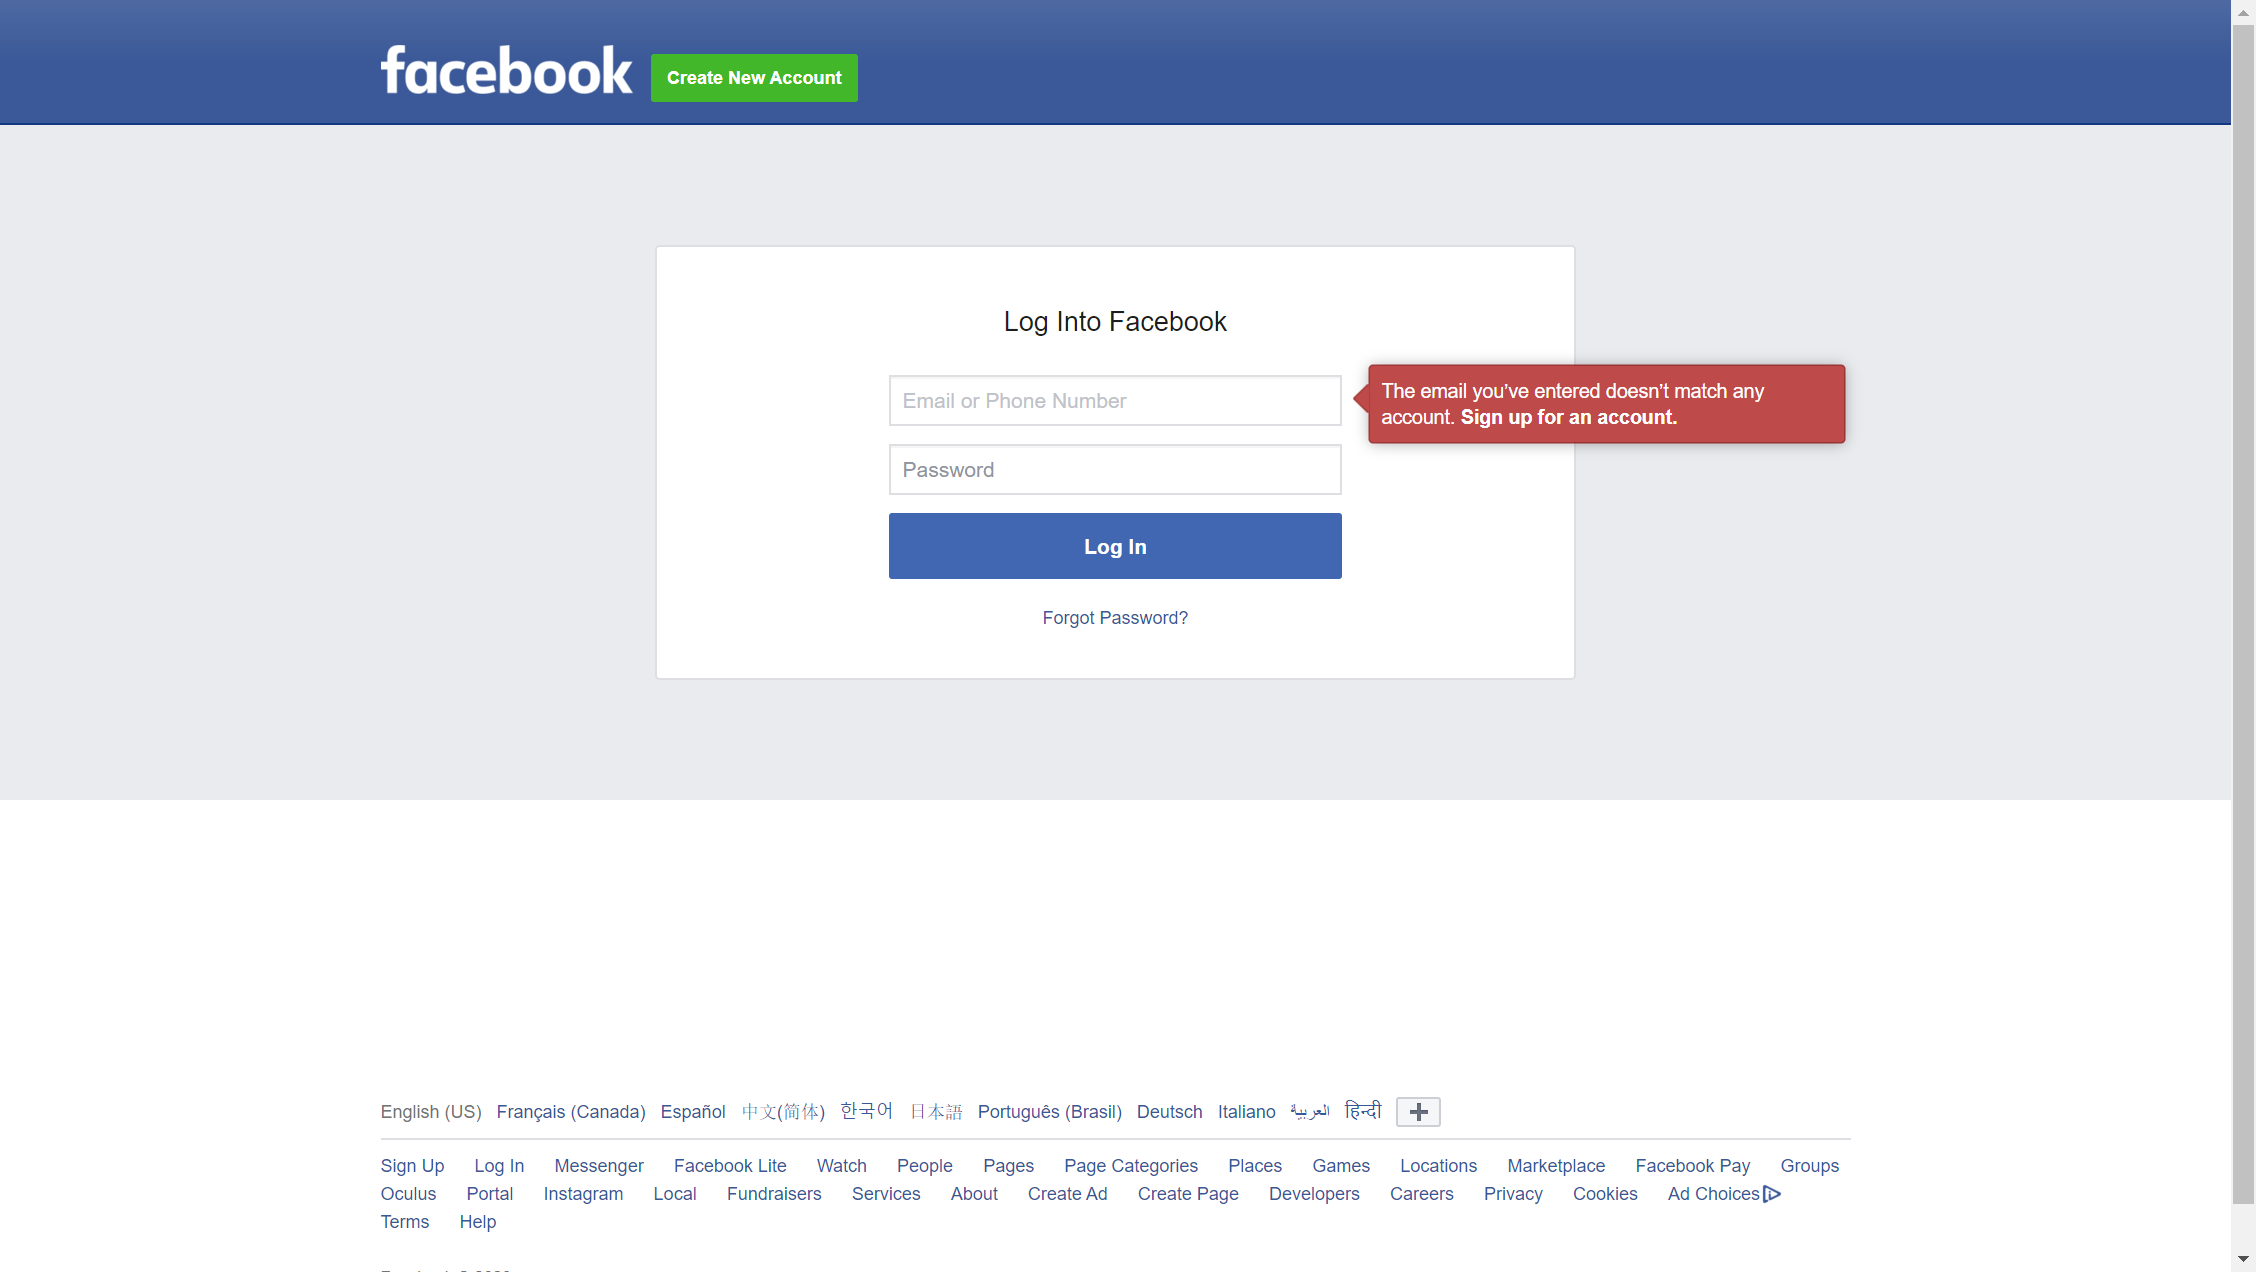 facebook
Create New Account
Log Into Facebook
Email or Phone Number
The email you’ve entered doesn’t match any
account. Sign up for an account.
Password
Log In
Forgot Password?
English (US) Français (Canada) Español 中文(简体) 한국어 日本語 Português (Brasil) Deutsch Italiano العربية हिन्दी
Sign Up Log In Messenger Facebook Lite Watch People Pages Page Categories Places Games Locations Marketplace Facebook Pay Groups
Oculus Portal Instagram Local Fundraisers Services About Create Ad Create Page Developers Careers Privacy Cookies Ad Choices
Terms Help